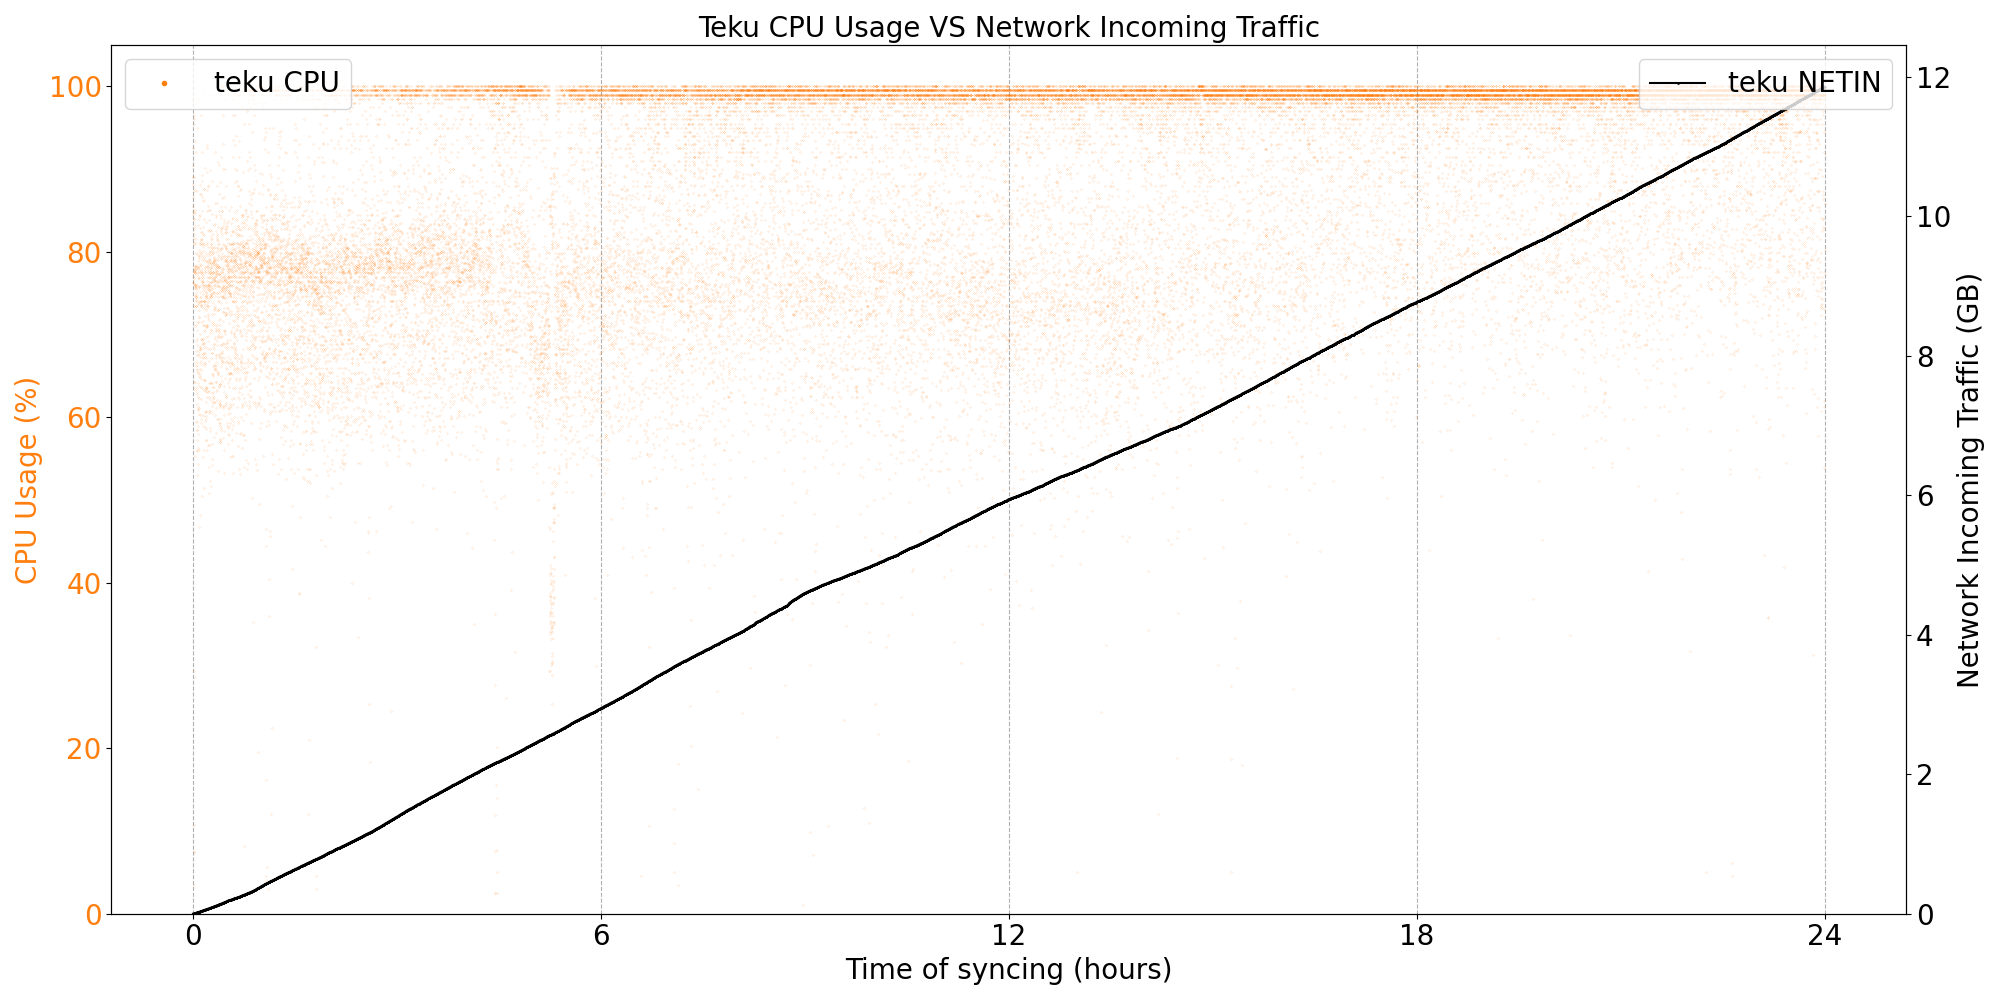 Teku CPU Usage VS Network Incoming Traffic
teku CPU
teku NETIN
CPU Usage (%)
100
80
60
40
20
0
Network Incoming Traffic (GB)
12
10
8
6
4
2
0
0 6 12 18 24
Time of syncing (hours)